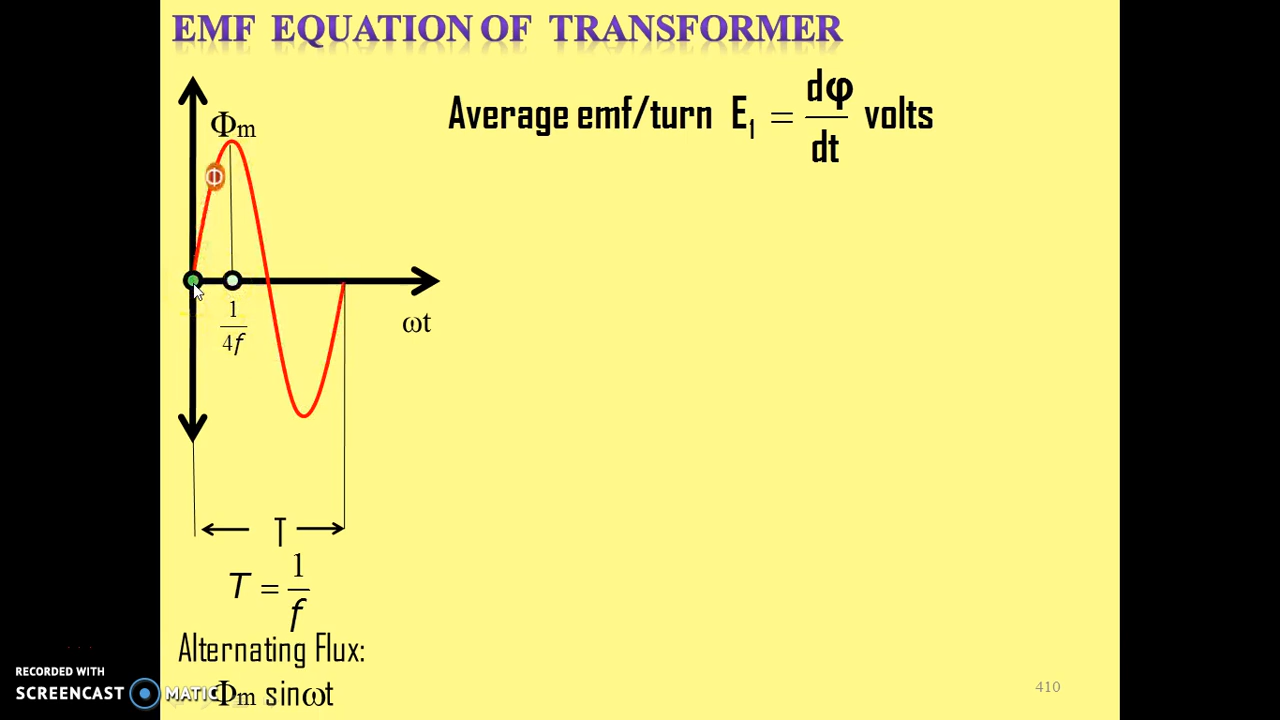 EMF EQUATION OF TRANSFORMER
Average emf/turn E₁ = dφ/dt volts
Φm
Φ
1/4f
ωt
T
T = 1/f
Alternating Flux:
Φm sinωt
RECORDED WITH
SCREENCAST MATIC
410